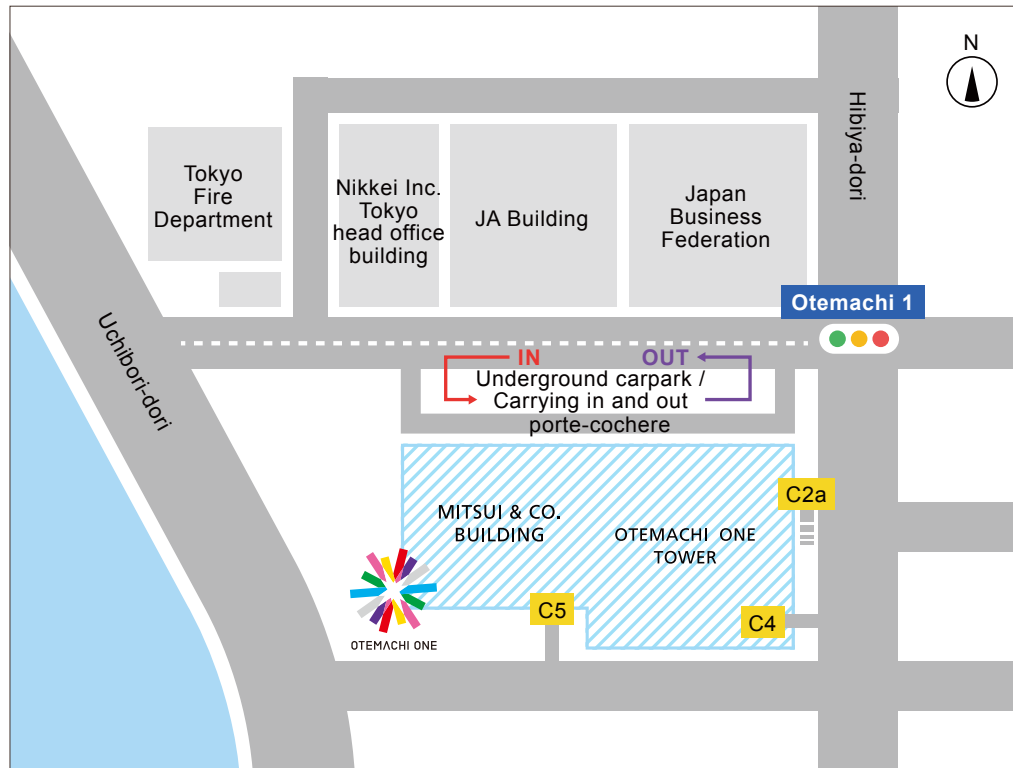 N
Hibiya-dori
Tokyo
Fire
Department
Nikkei Inc.
Tokyo
head office
building
JA Building
Japan
Business
Federation
Otemachi 1
Uchibori-dori
IN
OUT
Underground carpark /
Carrying in and out
porte-cochere
C2a
MITSUI & CO.
BUILDING
OTEMACHI ONE
TOWER
C5
C4
OTEMACHI ONE